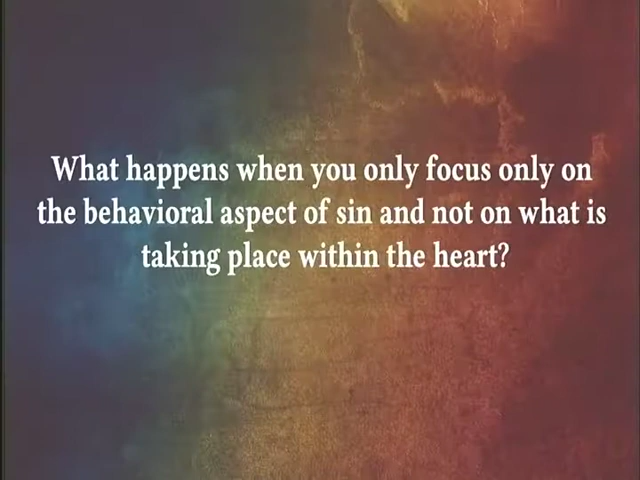 What happens when you only focus only on
the behavioral aspect of sin and not on what is
taking place within the heart?